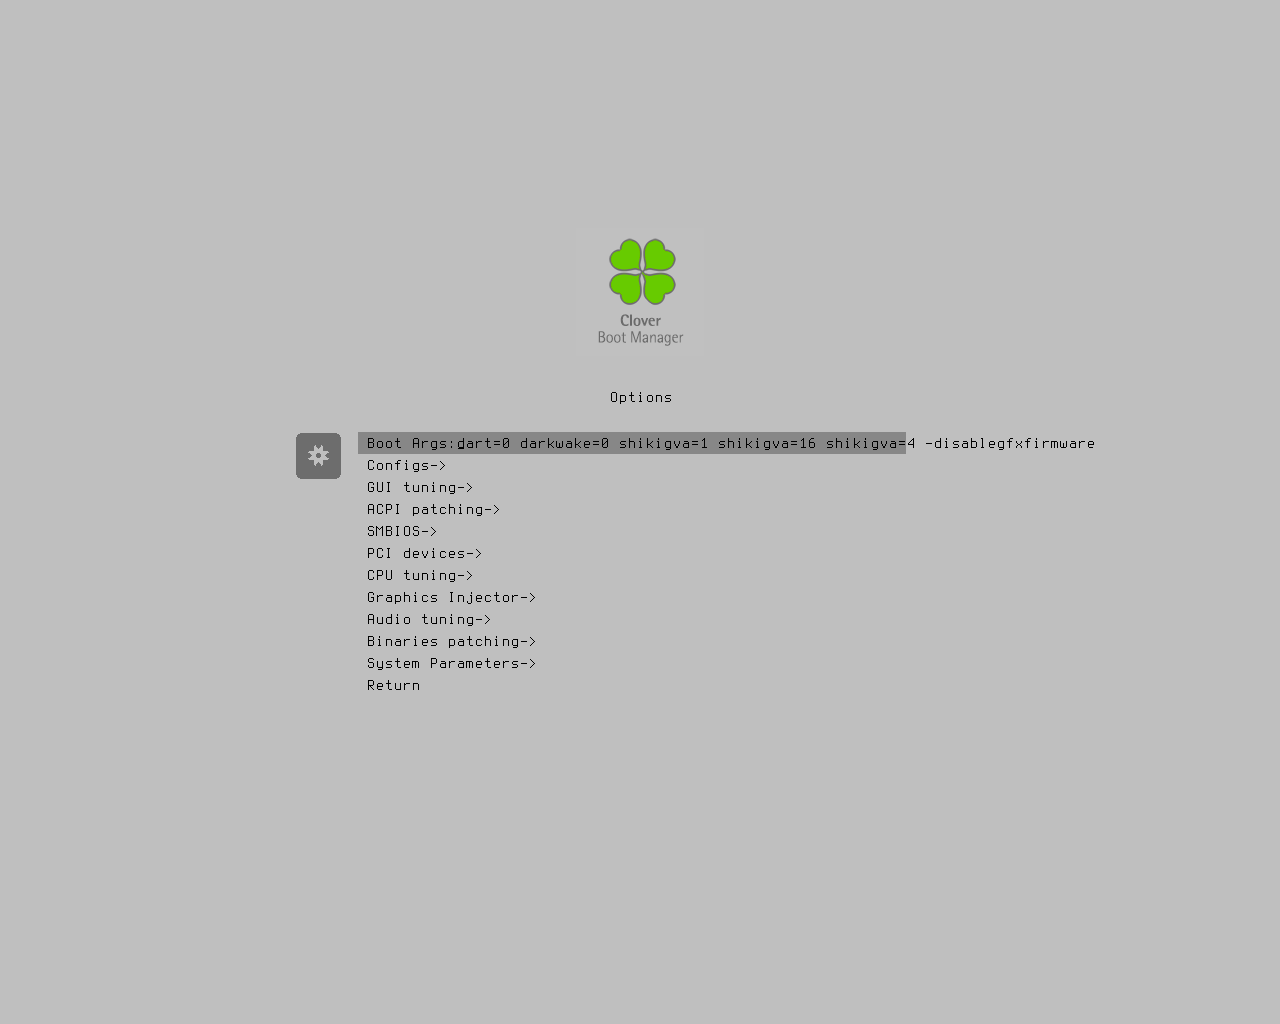 Clover
Boot Manager
Options
Boot Args:dart=0 darkwake=0 shikigva=1 shikigva=16 shikigva=4 -disablegfxfirmware
Configs->
GUI tuning->
ACPI patching->
SMBIOS->
PCI devices->
CPU tuning->
Graphics Injector->
Audio tuning->
Binaries patching->
System Parameters->
Return